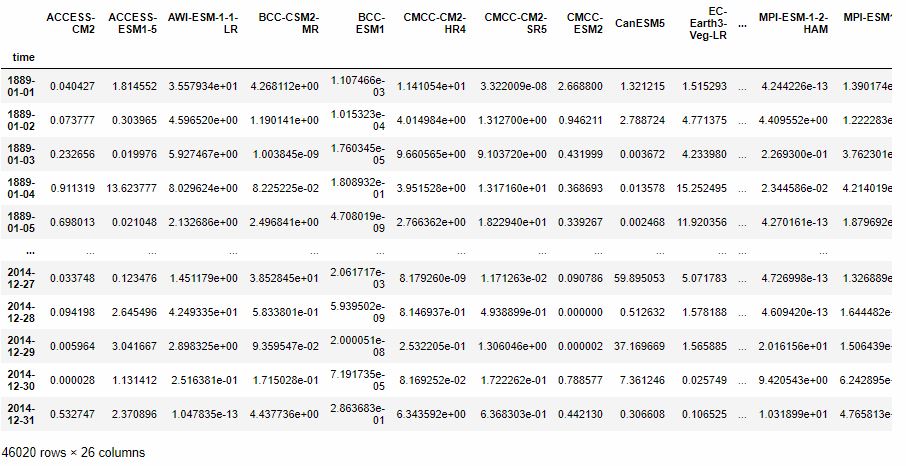 ACCESS-CM2 ACCESS-ESM1-5 AWI-ESM-1-1-LR BCC-CSM2-MR BCC-ESM1 CMCC-CM2-HR4 CMCC-CM2-SR5 CMCC-ESM2 CanESM5 EC-Earth3-Veg-LR ... MPI-ESM-1-2-HAM MPI-ESM1
time
1889-01-01 0.040427 1.814552 3.557934e+01 4.268112e+00 1.107466e-03 1.141054e+01 3.322009e-08 2.668800 1.321215 1.515293 ... 4.244226e-13 1.390174e
1889-01-02 0.073777 0.303965 4.596520e+00 1.190141e+00 1.015323e-04 4.014984e+00 1.312700e+00 0.946211 2.788724 4.771375 ... 4.409552e+00 1.222283e
1889-01-03 0.232656 0.019976 5.927467e+00 1.003845e-09 1.760345e-05 9.660565e+00 9.103720e+00 0.431999 0.003672 4.233980 ... 2.269300e-01 3.762301e
1889-01-04 0.911319 13.623777 8.029624e+00 8.225225e-02 1.808932e-01 3.951528e+00 1.317160e+01 0.368693 0.013578 15.252495 ... 2.344586e-02 4.214019e
1889-01-05 0.698013 0.021048 2.132686e+00 2.496841e+00 4.708019e-09 2.766362e+00 1.822940e+01 0.339267 0.002468 11.920356 ... 4.270161e-13 1.879692e
... ... ... ... ... ... ... ... ... ... ... ... ...
2014-12-27 0.033748 0.123476 1.451179e+00 3.852845e+01 2.061717e-03 8.179260e-09 1.171263e-02 0.090786 59.895053 5.071783 ... 4.726998e-13 1.326889e
2014-12-28 0.094198 2.645496 4.249335e+01 5.833801e-01 5.939502e-09 8.146937e-01 4.938899e-01 0.000000 0.512632 1.578188 ... 4.609420e-13 1.644482e
2014-12-29 0.005964 3.041667 2.898325e+00 9.359547e-02 2.000051e-08 2.532205e-01 1.306046e+00 0.000002 37.169669 1.565885 ... 2.016156e+01 1.506439e
2014-12-30 0.000028 1.131412 2.516381e-01 1.715028e-01 7.191735e-05 8.169252e-02 1.722262e-01 0.788577 7.361246 0.025749 ... 9.420543e+00 6.242895e
2014-12-31 0.532747 2.370896 1.047835e-13 4.437736e+00 2.863683e-01 6.343592e+00 6.368303e-01 0.442130 0.306608 0.106525 ... 1.031899e+01 4.765813e
46020 rows × 26 columns